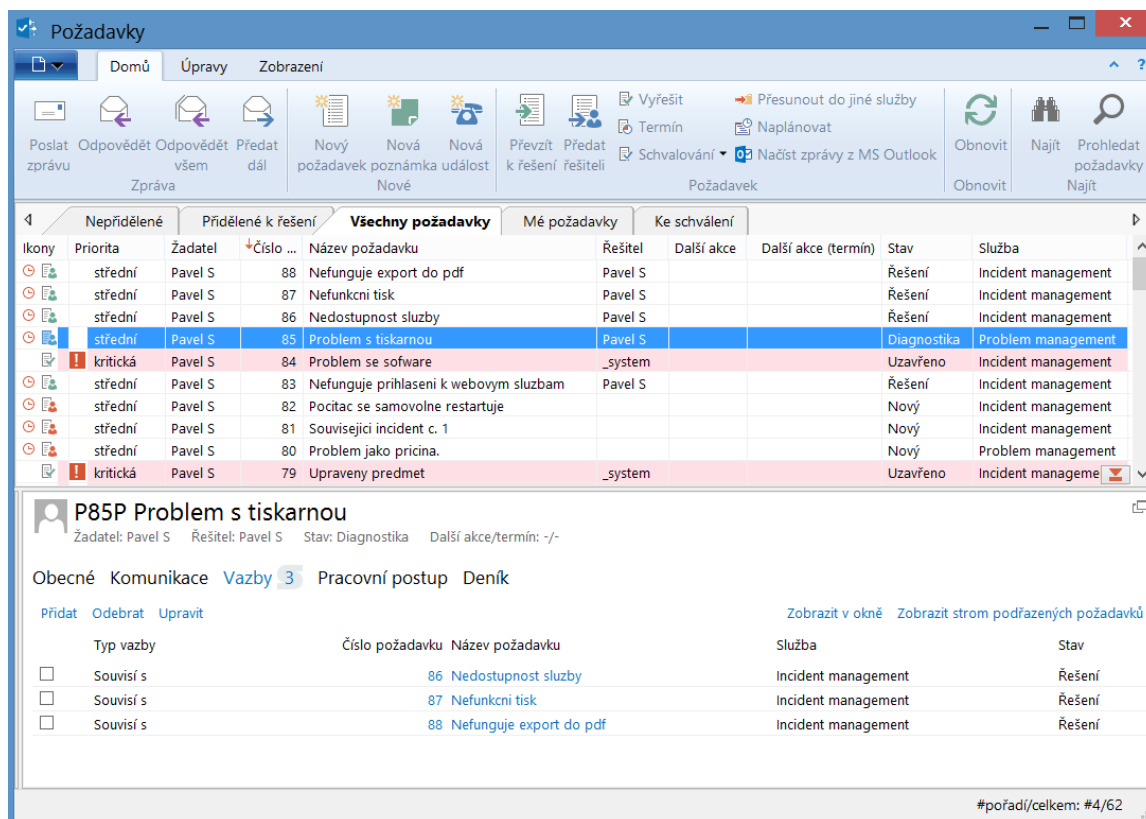 Požadavky
Domů Úpravy Zobrazení ?
Poslat zprávu Odpovědět Odpovědět všem Předat dál
Zpráva
Nový požadavek Nová poznámka Nová událost
Nové
Převzít k řešení Předat řešiteli
Vyřešit Přesunout do jiné služby
Termín Naplánovat
Schvalování Načíst zprávy z MS Outlook
Požadavek
Obnovit
Obnovit
Najít Prohledat požadavky
Najít
Nepřidělené Přidělené k řešení Všechny požadavky Mé požadavky Ke schválení
Ikony Priorita Žadatel Číslo ... Název požadavku Řešitel Další akce Další akce (termín) Stav Služba
střední Pavel S 88 Nefunguje export do pdf Pavel S Řešení Incident management
střední Pavel S 87 Nefunkcni tisk Pavel S Řešení Incident management
střední Pavel S 86 Nedostupnost sluzby Pavel S Řešení Incident management
střední Pavel S 85 Problem s tiskarnou Pavel S Diagnostika Problem management
! kritická Pavel S 84 Problem se sofware _system Uzavřeno Incident management
střední Pavel S 83 Nefunguje prihlaseni k webovym sluzbam Pavel S Řešení Incident management
střední Pavel S 82 Pocitac se samovolne restartuje Nový Incident management
střední Pavel S 81 Souvisejici incident c. 1 Nový Incident management
střední Pavel S 80 Problem jako pricina. Nový Problem management
! kritická Pavel S 79 Upraveny predmet _system Uzavřeno Incident manageme
P85P Problem s tiskarnou
Žadatel: Pavel S Řešitel: Pavel S Stav: Diagnostika Další akce/termín: -/-
Obecné Komunikace Vazby 3 Pracovní postup Deník
Přidat Odebrat Upravit Zobrazit v okně Zobrazit strom podřazených požadavků
Typ vazby Číslo požadavku Název požadavku Služba Stav
Souvisí s 86 Nedostupnost sluzby Incident management Řešení
Souvisí s 87 Nefunkcni tisk Incident management Řešení
Souvisí s 88 Nefunguje export do pdf Incident management Řešení
#pořadí/celkem: #4/62